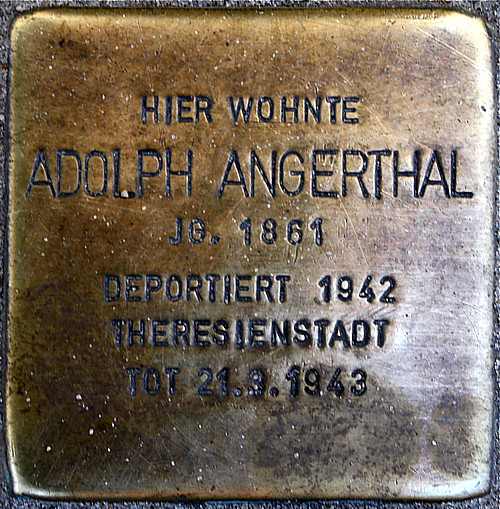 HIER WOHNTE
ADOLPH ANGERTHAL
JG. 1861
DEPORTIERT 1942
THERESIENSTADT
TOT 21.3.1943